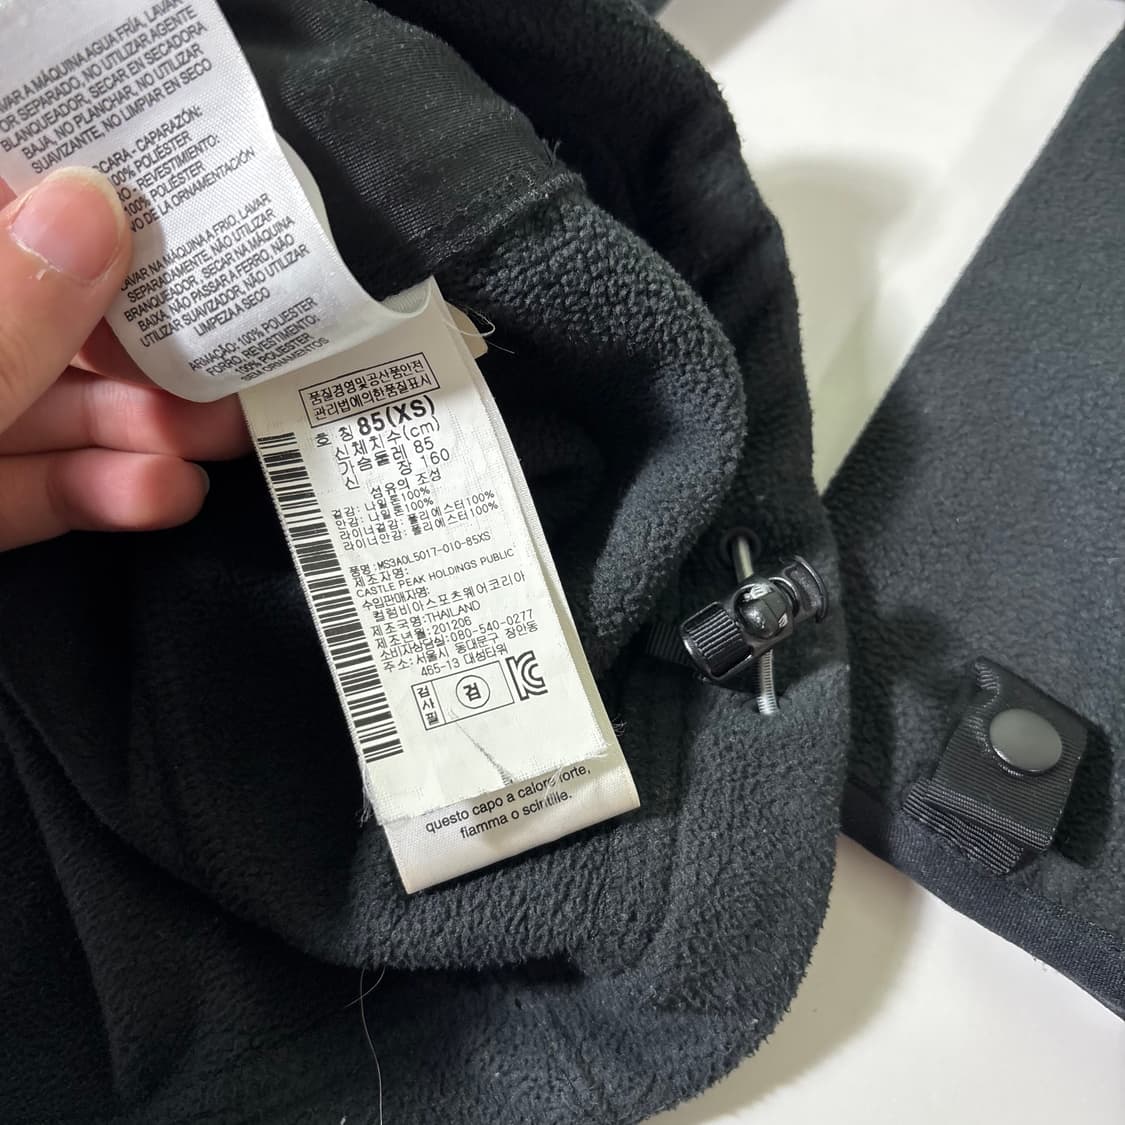 LAVAR A MÁQUINA AGUA FRÍA, LAVAR
POR SEPARADO, NO UTILIZAR AGENTE
BLANQUEADOR, SECAR EN SECADORA
BAJA, NO PLANCHAR, NO UTILIZAR
SUAVIZANTE, NO LIMPIAR EN SECO
CARA - CAPARAZÓN:
100% POLIÉSTER
REVESTIMIENTO:
100% POLIÉSTER
DE LA ORNAMENTACIÓN
LAVAR NA MÁQUINA A FRIO, LAVAR
SEPARADAMENTE, NÃO UTILIZAR
BRANQUEADOR, SECAR NA MÁQUINA
BAIXA, NÃO PASSAR A FERRO, NÃO
UTILIZAR SUAVIZADOR, NÃO
LIMPEZA A SECO
ARMAÇÃO: 100% POLIESTER
FORRO, REVESTIMENTO:
100% POLIESTER
SEM ORNAMENTOS
품질경영및공산품안전
관리법에의한품질표시
호 칭 85(XS)
신체치수(cm)
가슴둘레 85
신 장 160
섬유의 조성
겉감: 나일론100%
안감: 나일론100%
라이너겉감: 폴리에스터100%
라이너안감: 폴리에스터100%
품명:MS3A0L5017-010-85XS
제조자명:
CASTLE PEAK HOLDINGS PUBLIC
수입판매자명:
컬럼비아스포츠웨어코리아
제조국명:THAILAND
제조년월:201206
소비자상담실:080-540-0277
주소:서울시 동대문구 장안동
465-13 대성타워
검사필
검
KC
questo capo a calore, forte,
fiamma o scintille.